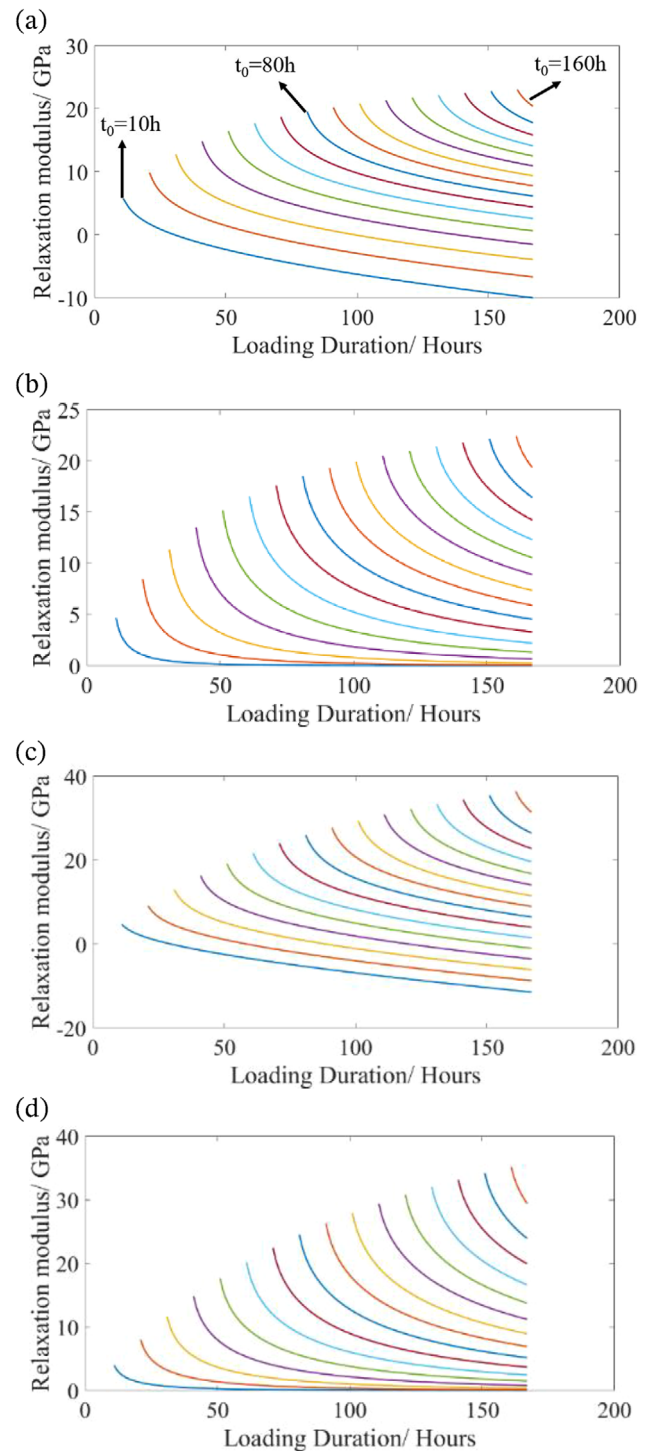 (a)
Relaxation modulus/ GPa
30
20
10
0
-10
t₀=10h
t₀=80h
t₀=160h
0 50 100 150 200
Loading Duration/ Hours
(b)
Relaxation modulus/ GPa
25
20
15
10
5
0
0 50 100 150 200
Loading Duration/ Hours
(c)
Relaxation modulus/ GPa
40
20
0
-20
0 50 100 150 200
Loading Duration/ Hours
(d)
Relaxation modulus/ GPa
40
30
20
10
0
0 50 100 150 200
Loading Duration/ Hours